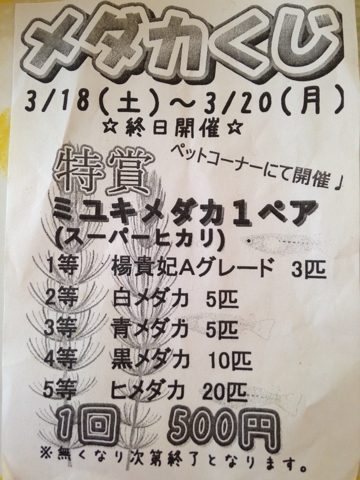 メダカくじ
3/18(土)～3/20(月)
☆終日開催☆
ペットコーナーにて開催♩
特賞
ミユキメダカ1ペア
(スーパーヒカリ)
1等 楊貴妃Aグレード 3匹
2等 白メダカ 5匹
3等 青メダカ 5匹
4等 黒メダカ 10匹
5等 ヒメダカ 20匹
1回 500円
※無くなり次第終了となります。